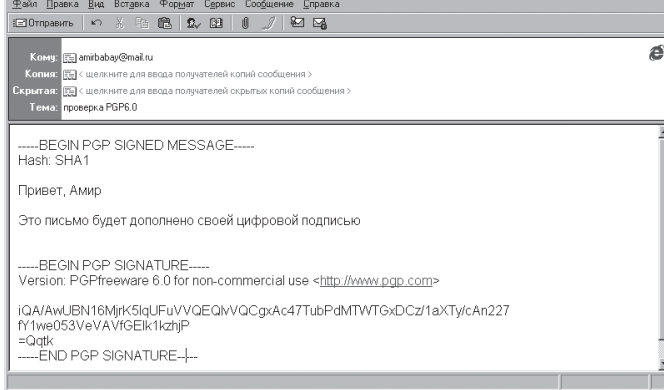 Файл Правка Вид Вставка Формат Сервис Сообщение Справка
Отправить
Кому: amirbabay@mail.ru
Копия: < щелкните для ввода получателей копий сообщения >
Скрытая: < щелкните для ввода получателей скрытых копий сообщения >
Тема: проверка PGP6.0
-----BEGIN PGP SIGNED MESSAGE-----
Hash: SHA1
Привет, Амир
Это письмо будет дополнено своей цифровой подписью
-----BEGIN PGP SIGNATURE-----
Version: PGPfreeware 6.0 for non-commercial use <http://www.pgp.com>
iQA/AwUBN16MjrK5lqUFuVVQEQIvVQCgxAc47TubPdMTWTGxDCz/1aXTy/cAn227
fY1we053VeVAVfGElk1kzhjP
=Qqtk
-----END PGP SIGNATURE-----